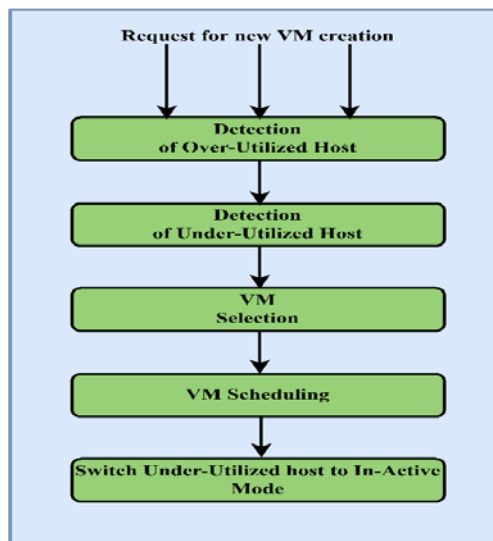 Request for new VM creation
Detection
of Over-Utilized Host
Detection
of Under-Utilized Host
VM
Selection
VM Scheduling
Switch Under-Utilized host to In-Active
Mode